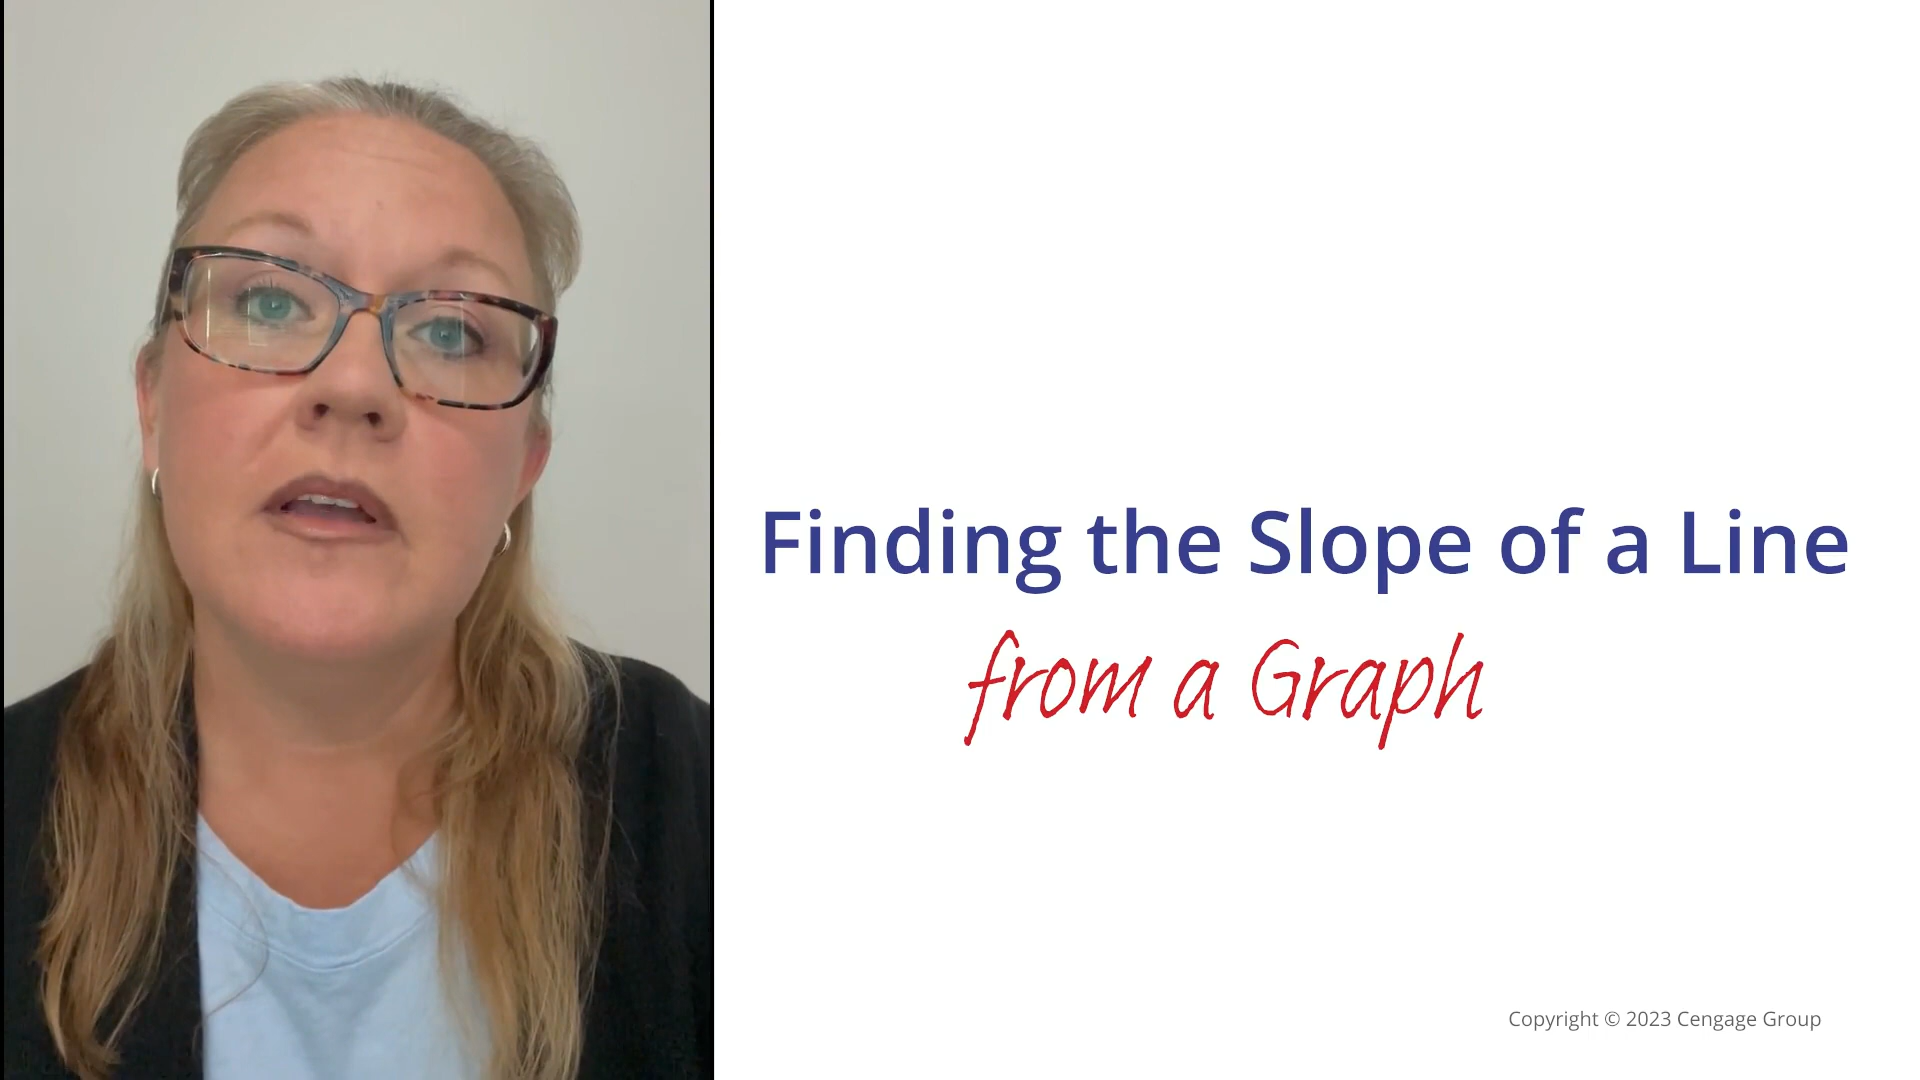 Finding the Slope of a Line
from a Graph
Copyright © 2023 Cengage Group